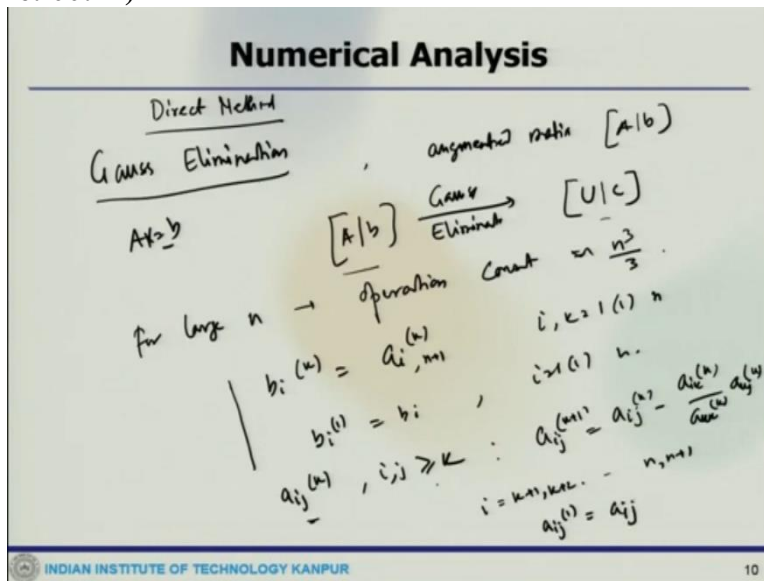 Numerical Analysis
Direct Method
Gauss Elimination , augmented matrix [A|b]
Ax=b [A|b] Gauss Eliminat → [U|c]
For large n → operation count ≈ n³/3.
bᵢ⁽ᵏ⁾ = aᵢ,ₙ₊₁⁽ᵏ⁾ i, k=1(1) n
bᵢ⁽¹⁾ = bᵢ , i=1(1) n.
aᵢⱼ⁽ᵏ⁾ , i,j ⩾ k : aᵢⱼ⁽ᵏ⁺¹⁾ = aᵢⱼ⁽ᵏ⁾ - aᵢₖ⁽ᵏ⁾/aₖₖ⁽ᵏ⁾ aₖⱼ⁽ᵏ⁾
i = k+1, k+2. - n, n+1
aᵢⱼ⁽¹⁾ = aᵢⱼ
INDIAN INSTITUTE OF TECHNOLOGY KANPUR
10